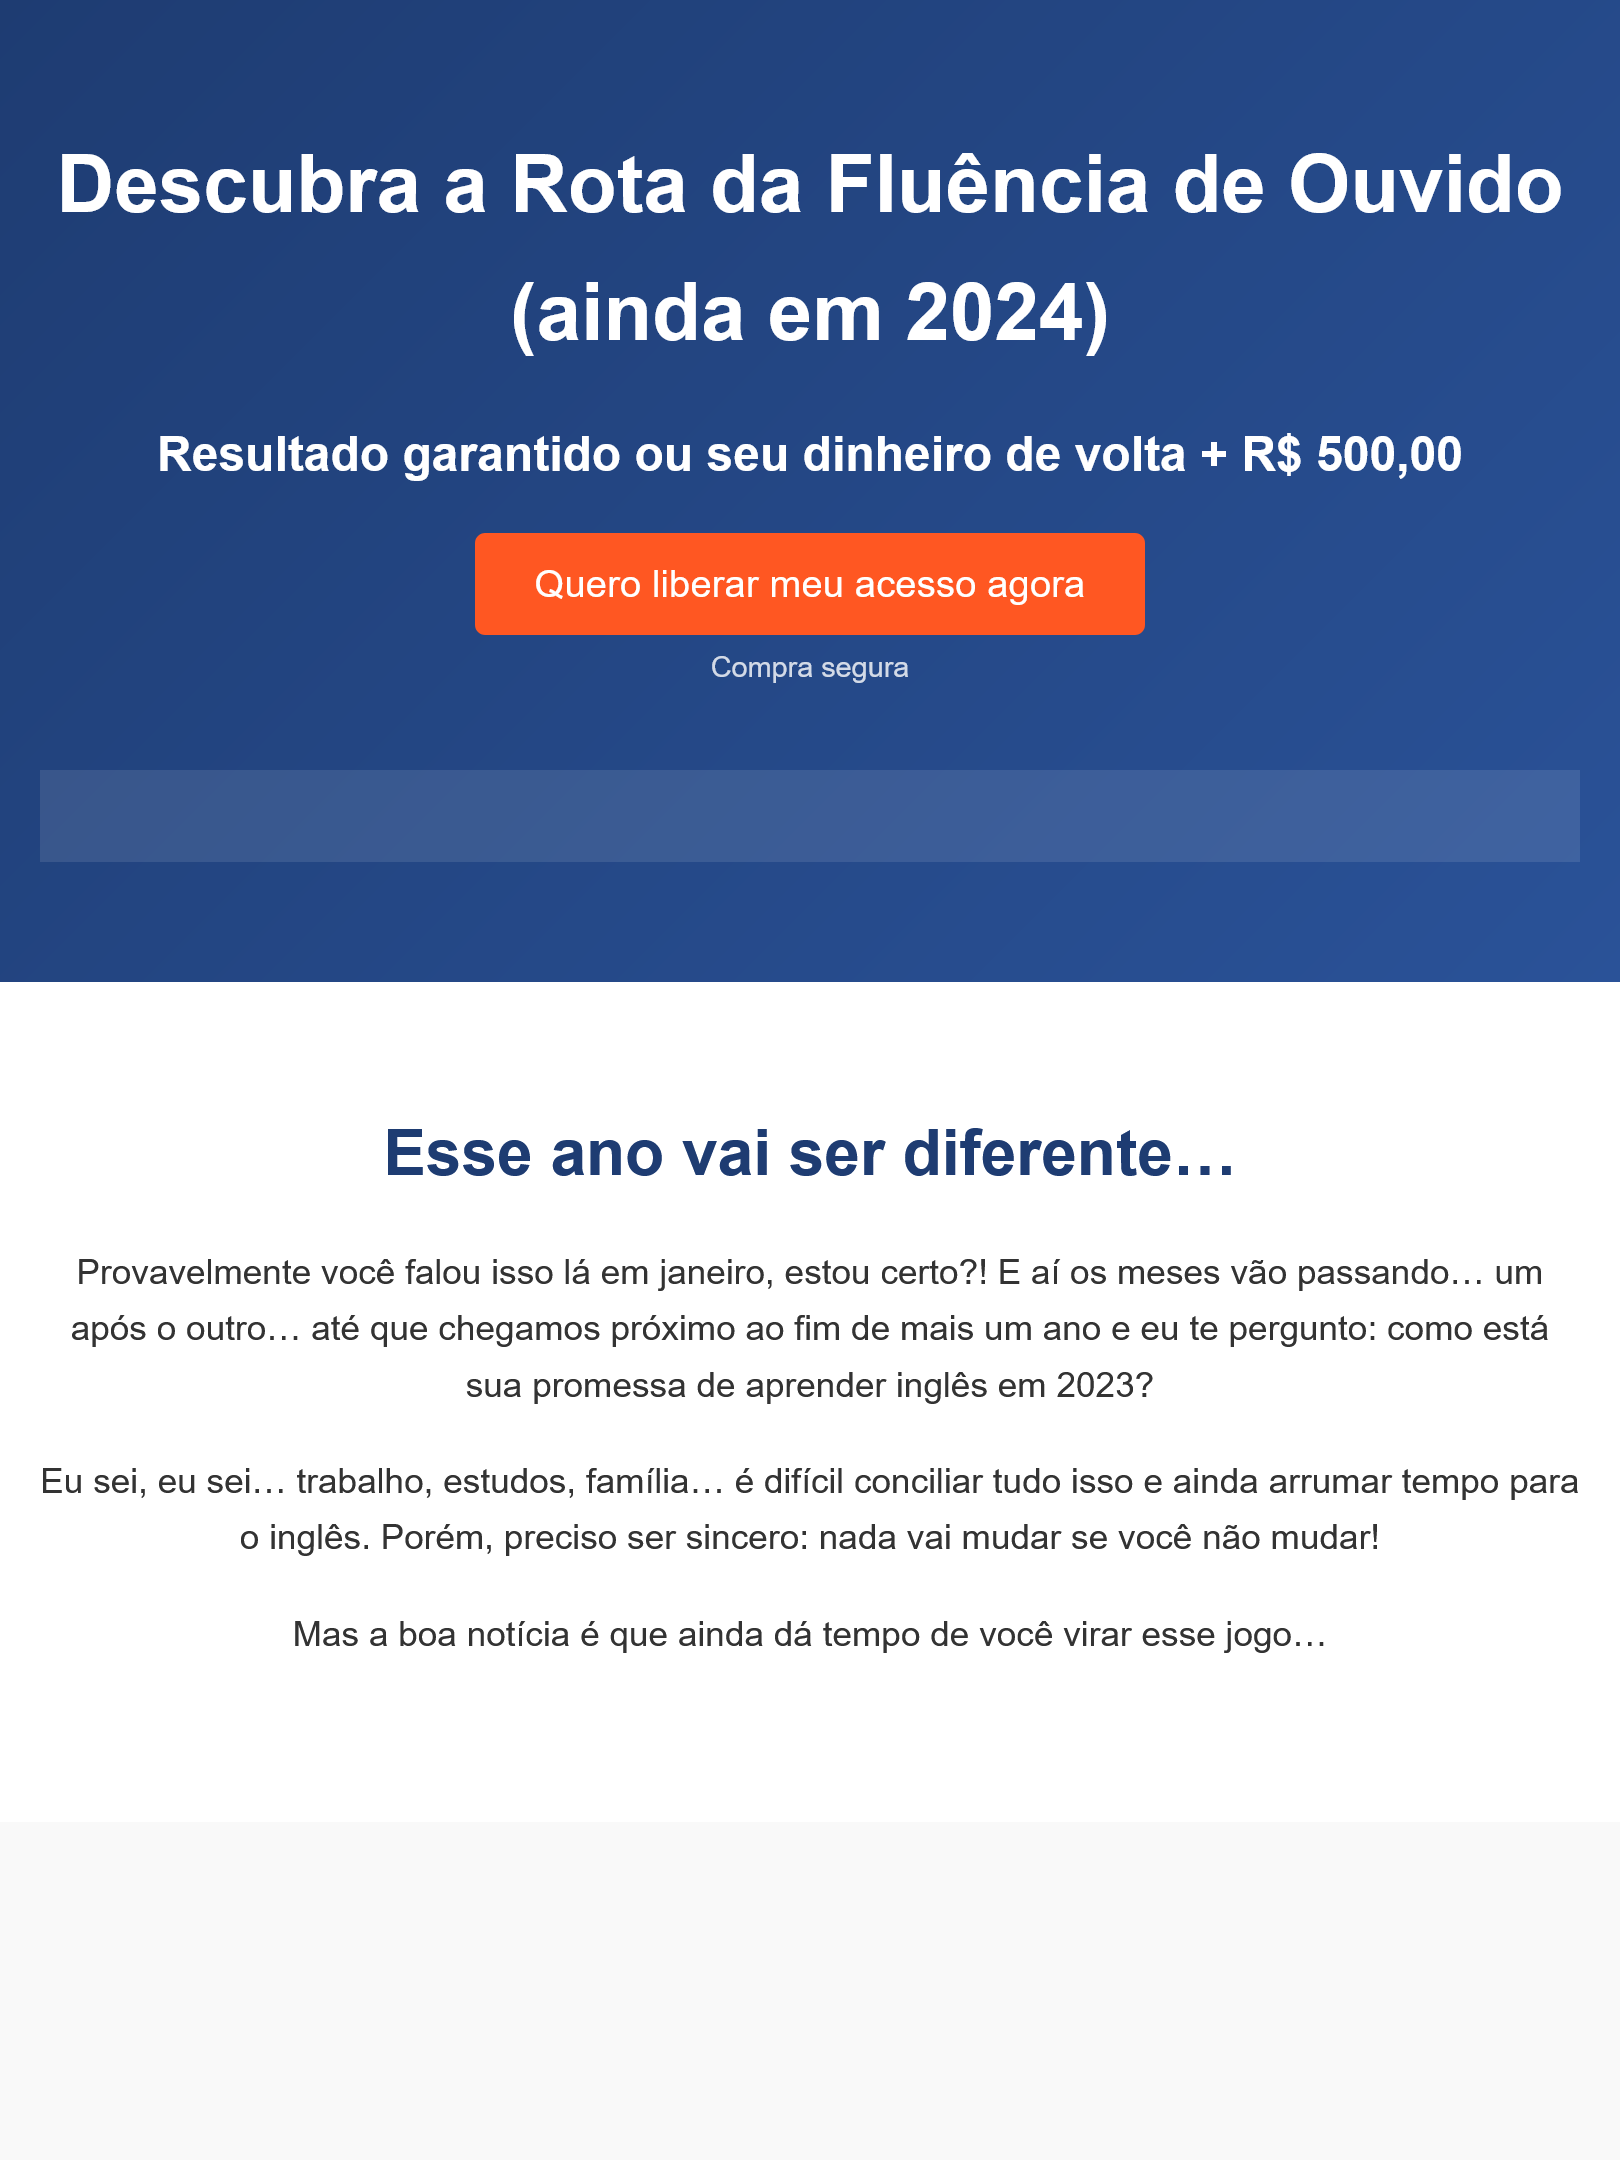 Descubra a Rota da Fluência de Ouvido
(ainda em 2024)
Resultado garantido ou seu dinheiro de volta + R$ 500,00
Quero liberar meu acesso agora
Compra segura
Esse ano vai ser diferente…
Provavelmente você falou isso lá em janeiro, estou certo?! E aí os meses vão passando… um
após o outro… até que chegamos próximo ao fim de mais um ano e eu te pergunto: como está
sua promessa de aprender inglês em 2023?
Eu sei, eu sei… trabalho, estudos, família… é difícil conciliar tudo isso e ainda arrumar tempo para
o inglês. Porém, preciso ser sincero: nada vai mudar se você não mudar!
Mas a boa notícia é que ainda dá tempo de você virar esse jogo…